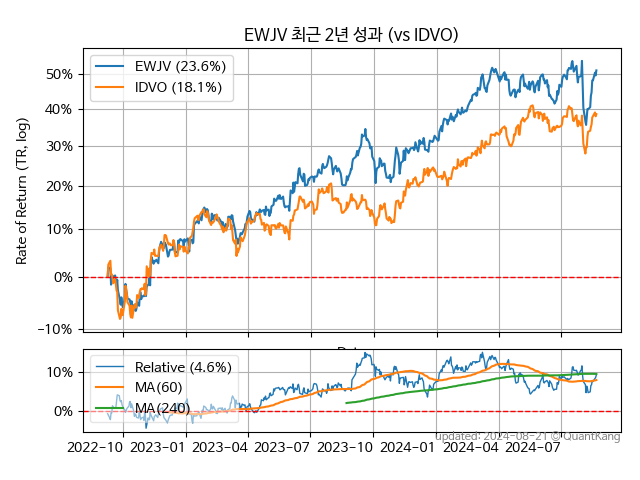 EWJV 최근 2년 성과 (vs IDVO)
EWJV (23.6%)
IDVO (18.1%)
Rate of Return (TR, log)
50%
40%
30%
20%
10%
0%
−10%
Relative (4.6%)
MA(60)
MA(240)
10%
0%
2022-10 2023-01 2023-04 2023-07 2023-10 2024-01 2024-04 2024-07
updated: 2024-08-21 © QuantKang